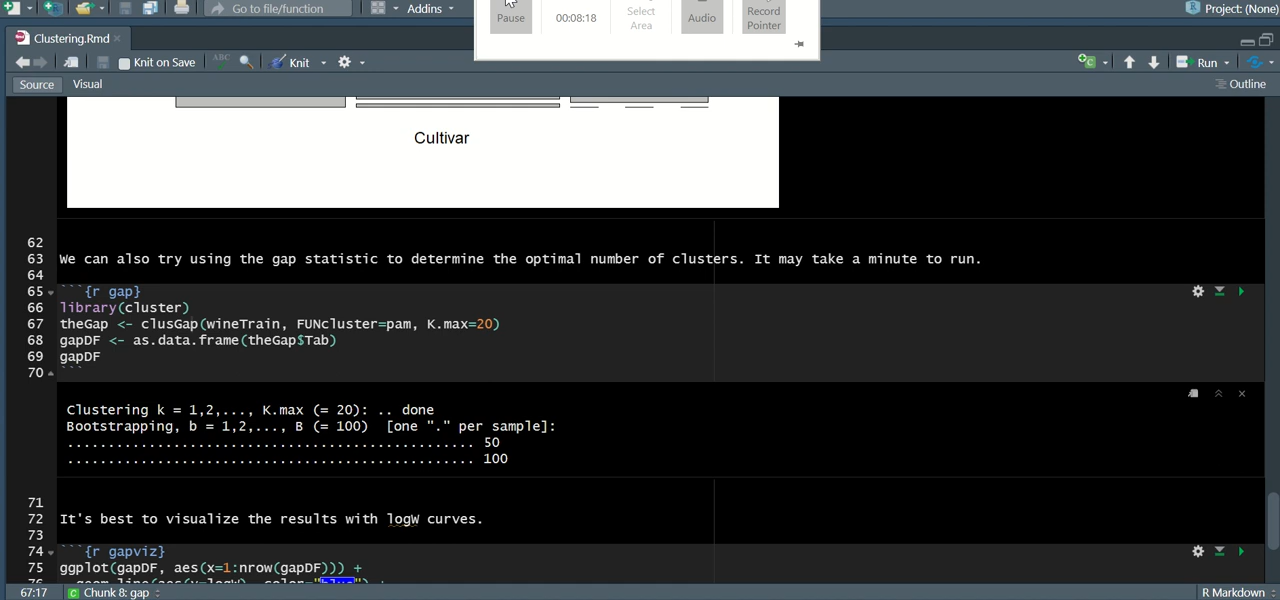 Go to file/function
Addins
Pause
00:08:18
Select
Area
Audio
Record
Pointer
Project: (None)
Clustering.Rmd
Knit on Save
ABC
Knit
Run
Source
Visual
Outline
Cultivar
62
63 We can also try using the gap statistic to determine the optimal number of clusters. It may take a minute to run.
64
65 ```{r gap}
66 library(cluster)
67 theGap <- clusGap(wineTrain, FUNcluster=pam, K.max=20)
68 gapDF <- as.data.frame(theGap$Tab)
69 gapDF
70 ```
Clustering k = 1,2,..., K.max (= 20): .. done
Bootstrapping, b = 1,2,..., B (= 100)  [one "." per sample]:
.................................................. 50
.................................................. 100
71
72 It's best to visualize the results with logW curves.
73
74 ```{r gapviz}
75 ggplot(gapDF, aes(x=1:nrow(gapDF))) +
67:17
Chunk 8: gap
R Markdown